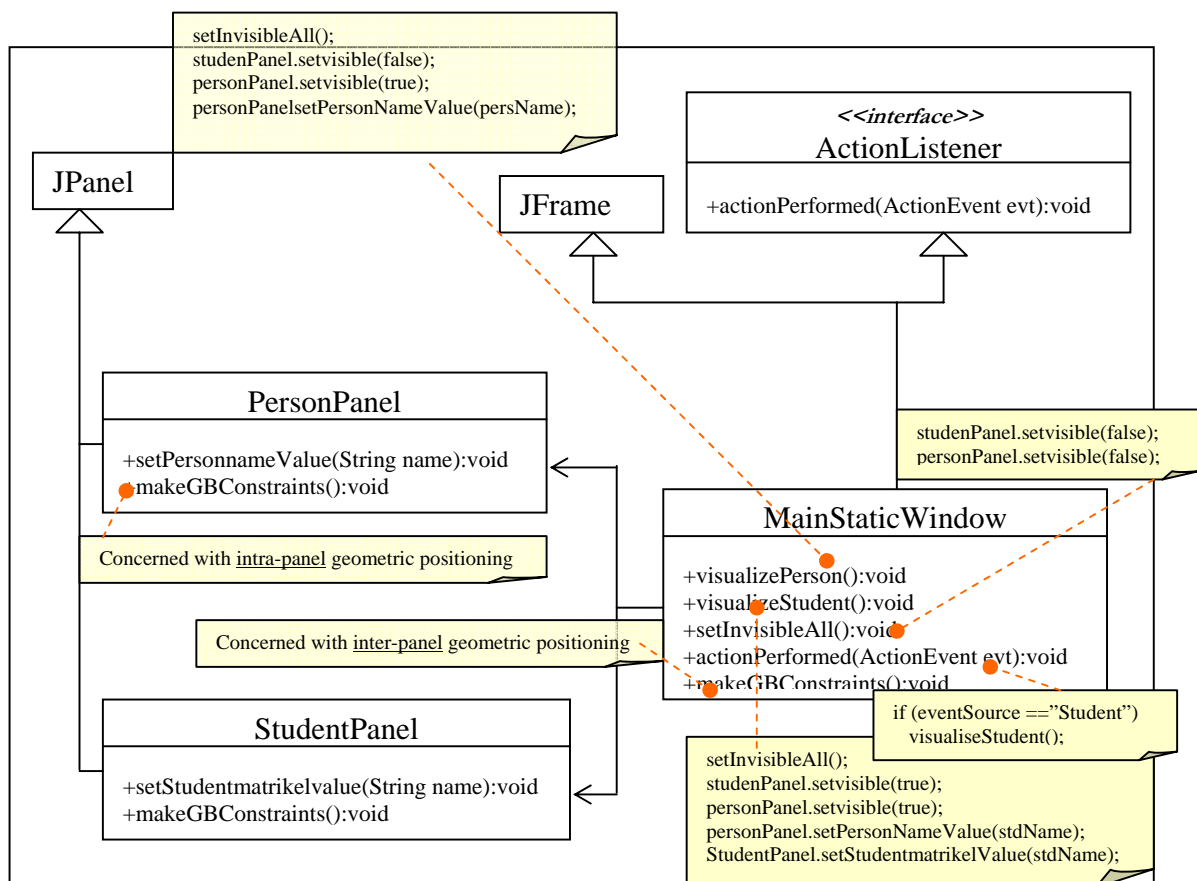 setInvisibleAll();
studenPanel.setvisible(false);
personPanel.setvisible(true);
personPanelsetPersonNameValue(persName);
<<interface>>
ActionListener
+actionPerformed(ActionEvent evt):void
JPanel
JFrame
PersonPanel
+setPersonnameValue(String name):void
+makeGBConstraints():void
studenPanel.setvisible(false);
personPanel.setvisible(false);
Concerned with intra-panel geometric positioning
MainStaticWindow
+visualizePerson():void
+visualizeStudent():void
+setInvisibleAll():void
+actionPerformed(ActionEvent evt):void
+makeGBConstraints():void
Concerned with inter-panel geometric positioning
StudentPanel
+setStudentmatrikelvalue(String name):void
+makeGBConstraints():void
if (eventSource ==”Student”)
visualiseStudent();
setInvisibleAll();
studenPanel.setvisible(true);
personPanel.setvisible(true);
personPanel.setPersonNameValue(stdName);
StudentPanel.setStudentmatrikelValue(stdName);